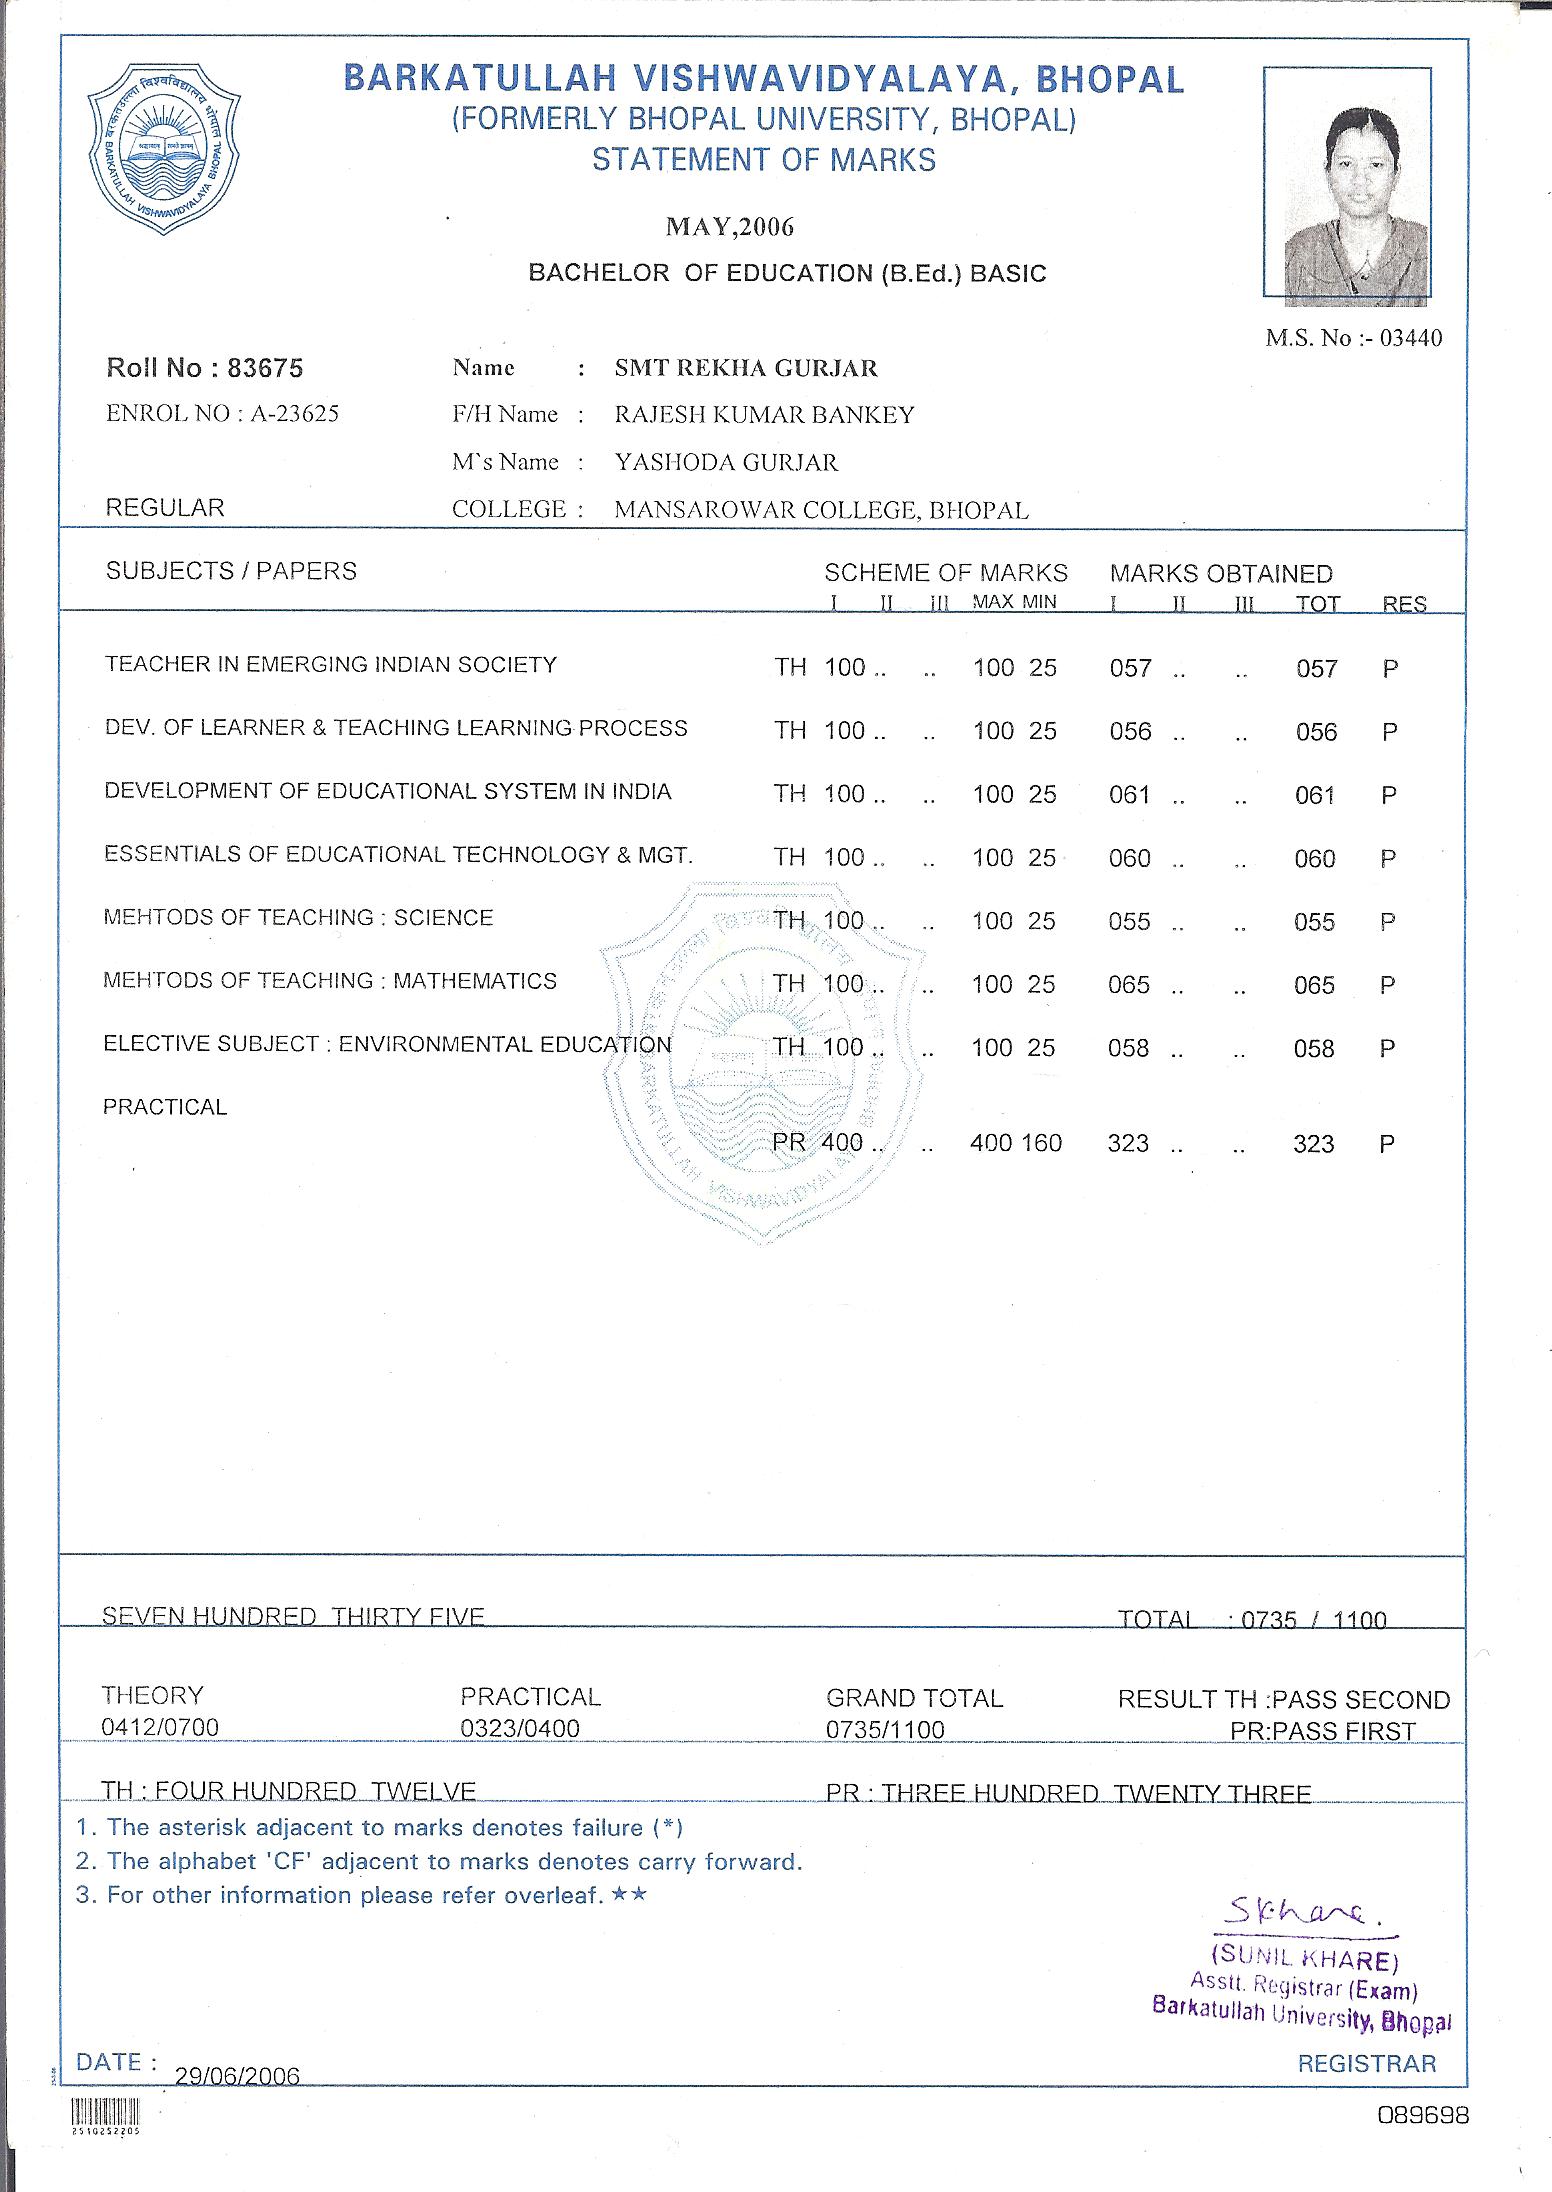 BARKATULLAH VISHWAVIDYALAYA, BHOPAL
(FORMERLY BHOPAL UNIVERSITY, BHOPAL)
STATEMENT OF MARKS
बरकतउल्ला विश्वविद्यालय भोपाल
BARKATULLAH VISHWAVIDYALAYA BHOPAL
MAY,2006
BACHELOR OF EDUCATION (B.Ed.) BASIC
M.S. No :- 03440
Roll No : 83675 Name : SMT REKHA GURJAR
ENROL NO : A-23625 F/H Name : RAJESH KUMAR BANKEY
M`s Name : YASHODA GURJAR
REGULAR COLLEGE : MANSAROWAR COLLEGE, BHOPAL
SUBJECTS / PAPERS SCHEME OF MARKS MARKS OBTAINED
I II III MAX MIN I II III TOT RES
TEACHER IN EMERGING INDIAN SOCIETY TH 100 .. .. 100 25 057 .. .. 057 P
DEV. OF LEARNER & TEACHING LEARNING PROCESS TH 100 .. .. 100 25 056 .. .. 056 P
DEVELOPMENT OF EDUCATIONAL SYSTEM IN INDIA TH 100 .. .. 100 25 061 .. .. 061 P
ESSENTIALS OF EDUCATIONAL TECHNOLOGY & MGT. TH 100 .. .. 100 25 060 .. .. 060 P
MEHTODS OF TEACHING : SCIENCE TH 100 .. .. 100 25 055 .. .. 055 P
MEHTODS OF TEACHING : MATHEMATICS TH 100 .. .. 100 25 065 .. .. 065 P
ELECTIVE SUBJECT : ENVIRONMENTAL EDUCATION TH 100 .. .. 100 25 058 .. .. 058 P
PRACTICAL
PR 400 .. .. 400 160 323 .. .. 323 P
BARKATULLAH VISHWAVIDYALAYA BHOPAL
SEVEN HUNDRED THIRTY FIVE TOTAL : 0735 / 1100
THEORY PRACTICAL GRAND TOTAL RESULT TH :PASS SECOND
0412/0700 0323/0400 0735/1100 PR:PASS FIRST
TH : FOUR HUNDRED TWELVE PR : THREE HUNDRED TWENTY THREE
1. The asterisk adjacent to marks denotes failure (*)
2. The alphabet 'CF' adjacent to marks denotes carry forward.
3. For other information please refer overleaf. ★★
Skhare.
(SUNIL KHARE)
Asstt. Registrar (Exam)
Barkatullah University, Bhopal
DATE : 29/06/2006 REGISTRAR
2510252205
089698